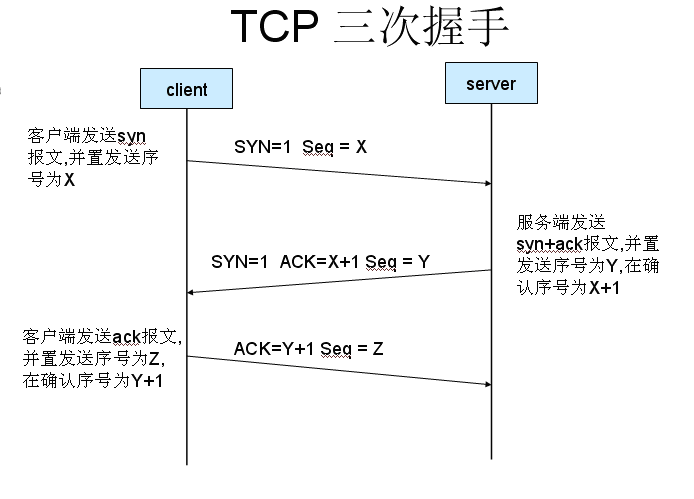 TCP 三次握手
client
server
客户端发送syn
报文,并置发送序
号为X
SYN=1 Seq = X
服务端发送
syn+ack报文,并置
发送序号为Y,在确
认序号为X+1
SYN=1 ACK=X+1 Seq = Y
客户端发送ack报文,
并置发送序号为Z,
在确认序号为Y+1
ACK=Y+1 Seq = Z